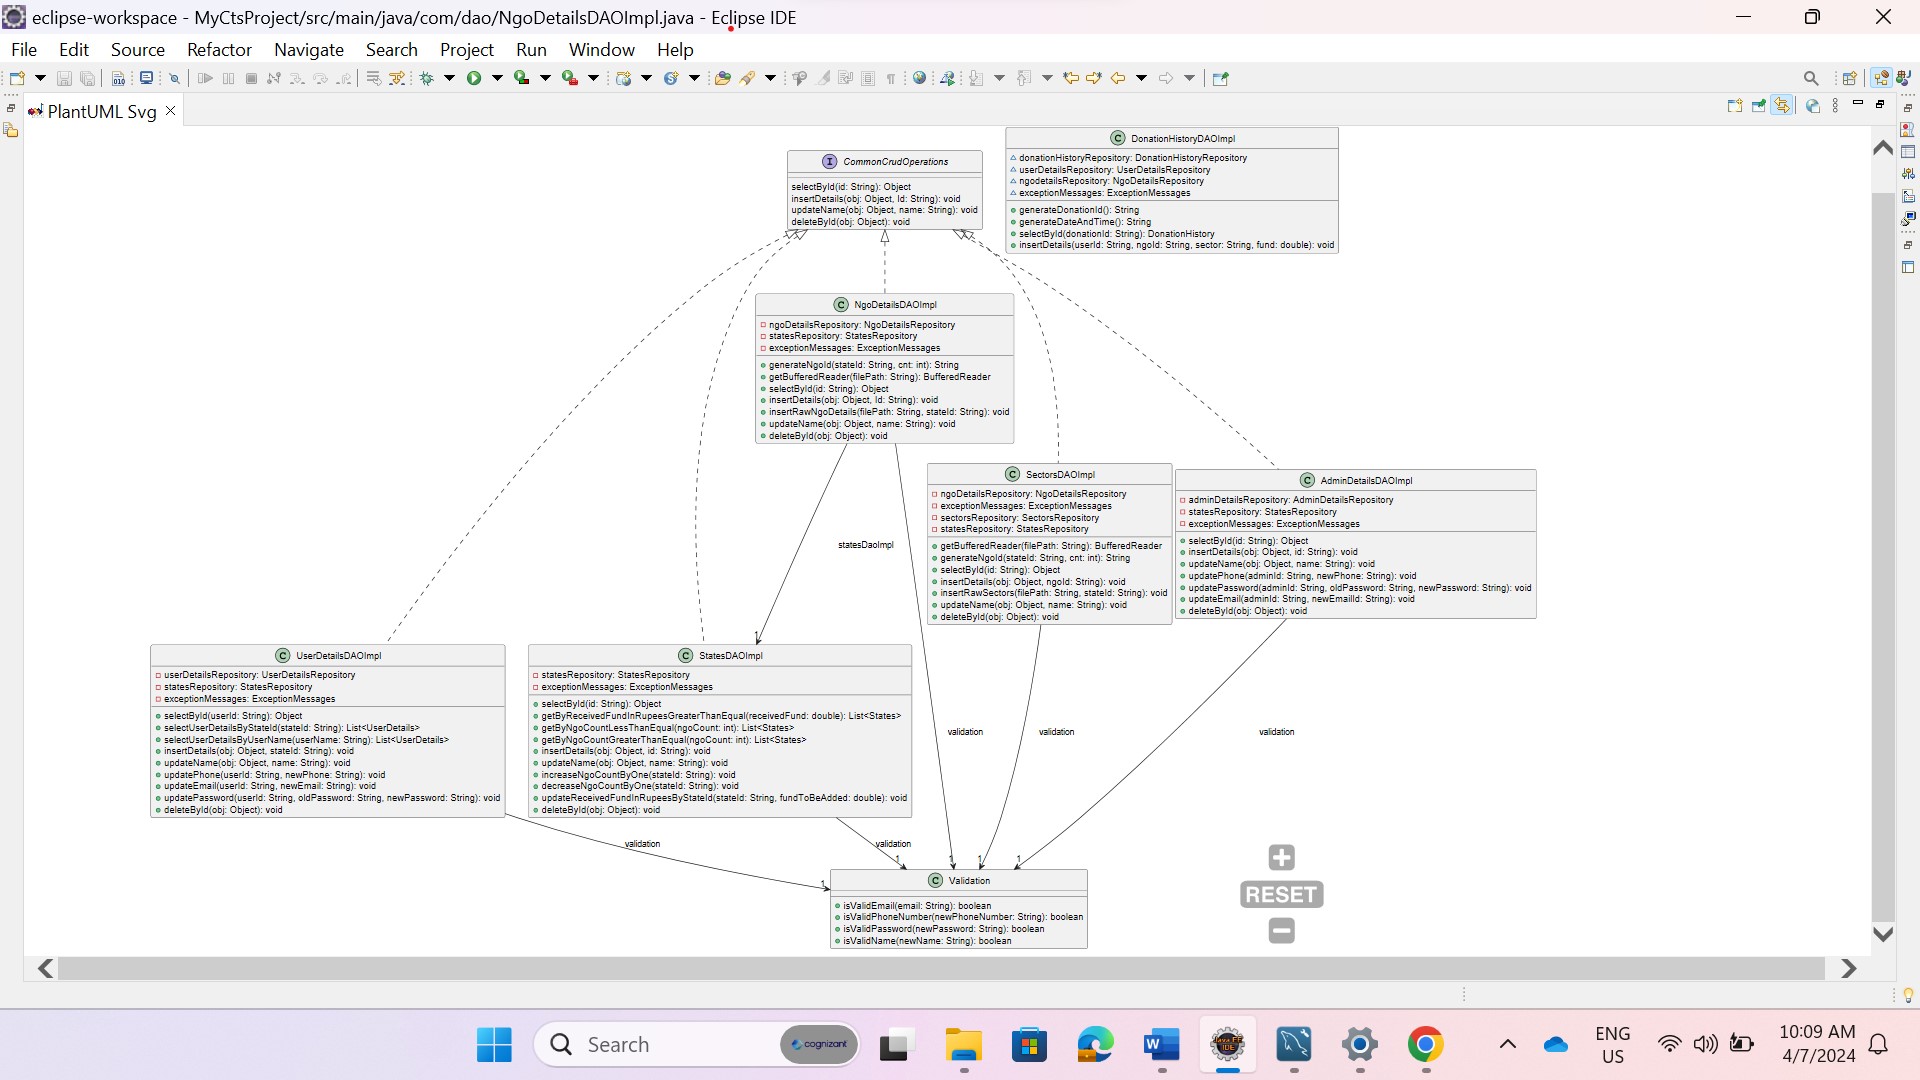 eclipse-workspace - MyCtsProject/src/main/java/com/dao/NgoDetailsDAOImpl.java - Eclipse IDE
File Edit Source Refactor Navigate Search Project Run Window Help
PlantUML Svg
CommonCrudOperations
selectById(id: String): Object
insertDetails(obj: Object, Id: String): void
updateName(obj: Object, name: String): void
deleteById(obj: Object): void
DonationHistoryDAOImpl
donationHistoryRepository: DonationHistoryRepository
userDetailsRepository: UserDetailsRepository
ngodetailsRepository: NgoDetailsRepository
exceptionMessages: ExceptionMessages
generateDonationId(): String
generateDateAndTime(): String
selectById(donationId: String): DonationHistory
insertDetails(userId: String, ngoId: String, sector: String, fund: double): void
NgoDetailsDAOImpl
ngoDetailsRepository: NgoDetailsRepository
statesRepository: StatesRepository
exceptionMessages: ExceptionMessages
generateNgoId(stateId: String, cnt: int): String
getBufferedReader(filePath: String): BufferedReader
selectById(id: String): Object
insertDetails(obj: Object, Id: String): void
insertRawNgoDetails(filePath: String, stateId: String): void
updateName(obj: Object, name: String): void
deleteById(obj: Object): void
SectorsDAOImpl
ngoDetailsRepository: NgoDetailsRepository
exceptionMessages: ExceptionMessages
sectorsRepository: SectorsRepository
statesRepository: StatesRepository
getBufferedReader(filePath: String): BufferedReader
generateNgoId(stateId: String, cnt: int): String
selectById(id: String): Object
insertDetails(obj: Object, ngoId: String): void
insertRawSectors(filePath: String, stateId: String): void
updateName(obj: Object, name: String): void
deleteById(obj: Object): void
AdminDetailsDAOImpl
adminDetailsRepository: AdminDetailsRepository
statesRepository: StatesRepository
exceptionMessages: ExceptionMessages
selectById(id: String): Object
insertDetails(obj: Object, id: String): void
updateName(obj: Object, name: String): void
updatePhone(adminId: String, newPhone: String): void
updatePassword(adminId: String, oldPassword: String, newPassword: String): void
updateEmail(adminId: String, newEmailId: String): void
deleteById(obj: Object): void
statesDaoImpl
1
UserDetailsDAOImpl
userDetailsRepository: UserDetailsRepository
statesRepository: StatesRepository
exceptionMessages: ExceptionMessages
selectById(userId: String): Object
selectUserDetailsByStateId(stateId: String): List<UserDetails>
selectUserDetailsByUserName(userName: String): List<UserDetails>
insertDetails(obj: Object, stateId: String): void
updateName(obj: Object, name: String): void
updatePhone(userId: String, newPhone: String): void
updateEmail(userId: String, newEmail: String): void
updatePassword(userId: String, oldPassword: String, newPassword: String): void
deleteById(obj: Object): void
StatesDAOImpl
statesRepository: StatesRepository
exceptionMessages: ExceptionMessages
selectById(id: String): Object
getByReceivedFundInRupeesGreaterThanEqual(receivedFund: double): List<States>
getByNgoCountLessThanEqual(ngoCount: int): List<States>
getByNgoCountGreaterThanEqual(ngoCount: int): List<States>
insertDetails(obj: Object, id: String): void
updateName(obj: Object, name: String): void
increaseNgoCountByOne(stateId: String): void
decreaseNgoCountByOne(stateId: String): void
updateReceivedFundInRupeesByStateId(stateId: String, fundToBeAdded: double): void
deleteById(obj: Object): void
validation validation validation
validation validation
1 1 1 1 1
Validation
isValidEmail(email: String): boolean
isValidPhoneNumber(newPhoneNumber: String): boolean
isValidPassword(newPassword: String): boolean
isValidName(newName: String): boolean
RESET
Search
cognizant
ENG
US
10:09 AM
4/7/2024